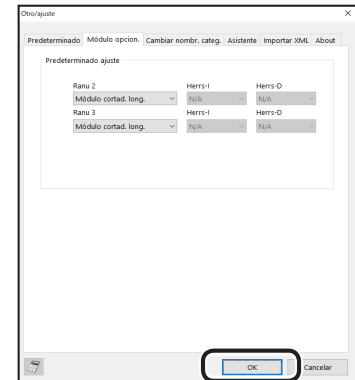 Otro/ajuste
Predeterminado Módulo opcion. Cambiar nombr. categ. Asistente Importar XML About
Predeterminado ajuste
Ranu 2 Herrs-I Herrs-D
Módulo cortad. long. N/A N/A
Ranu 3 Herrs-I Herrs-D
Módulo cortad. long. N/A N/A
OK Cancelar